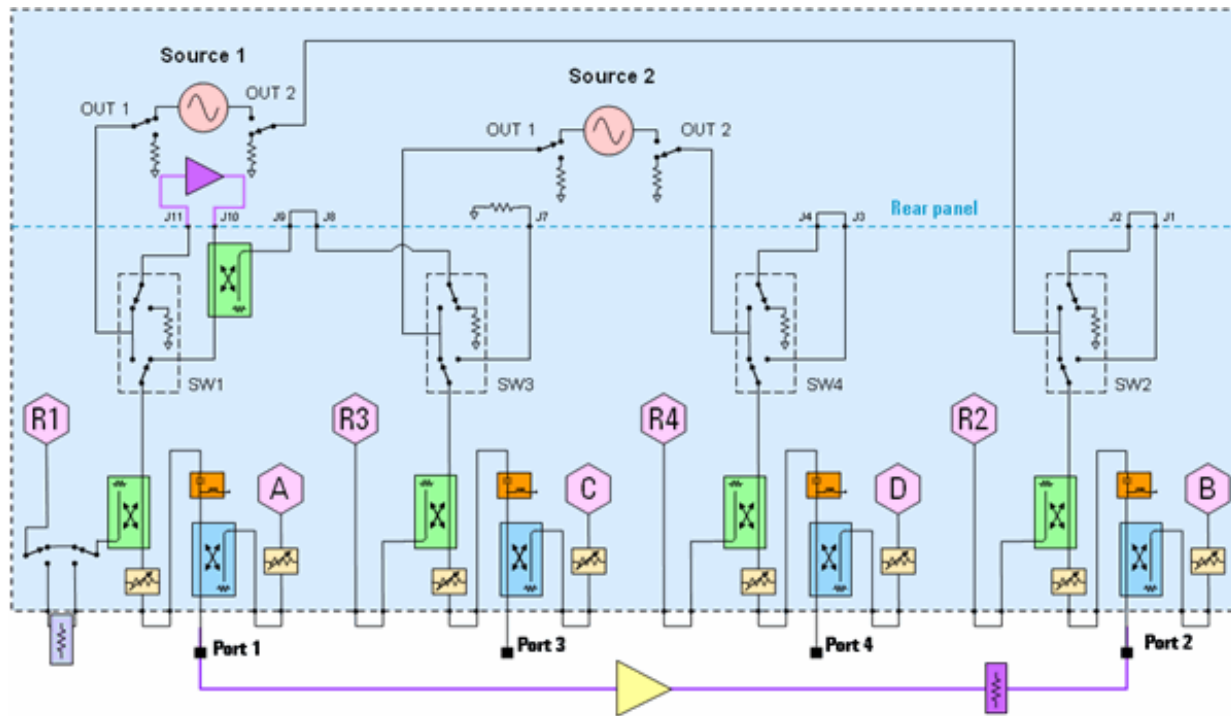 Source 1
Source 2
OUT 1
OUT 2
OUT 1
OUT 2
J11
J10
J9
J8
J7
Rear panel
J4
J3
J2
J1
SW1
SW3
SW4
SW2
R1
R3
R4
R2
A
C
D
B
Port 1
Port 3
Port 4
Port 2